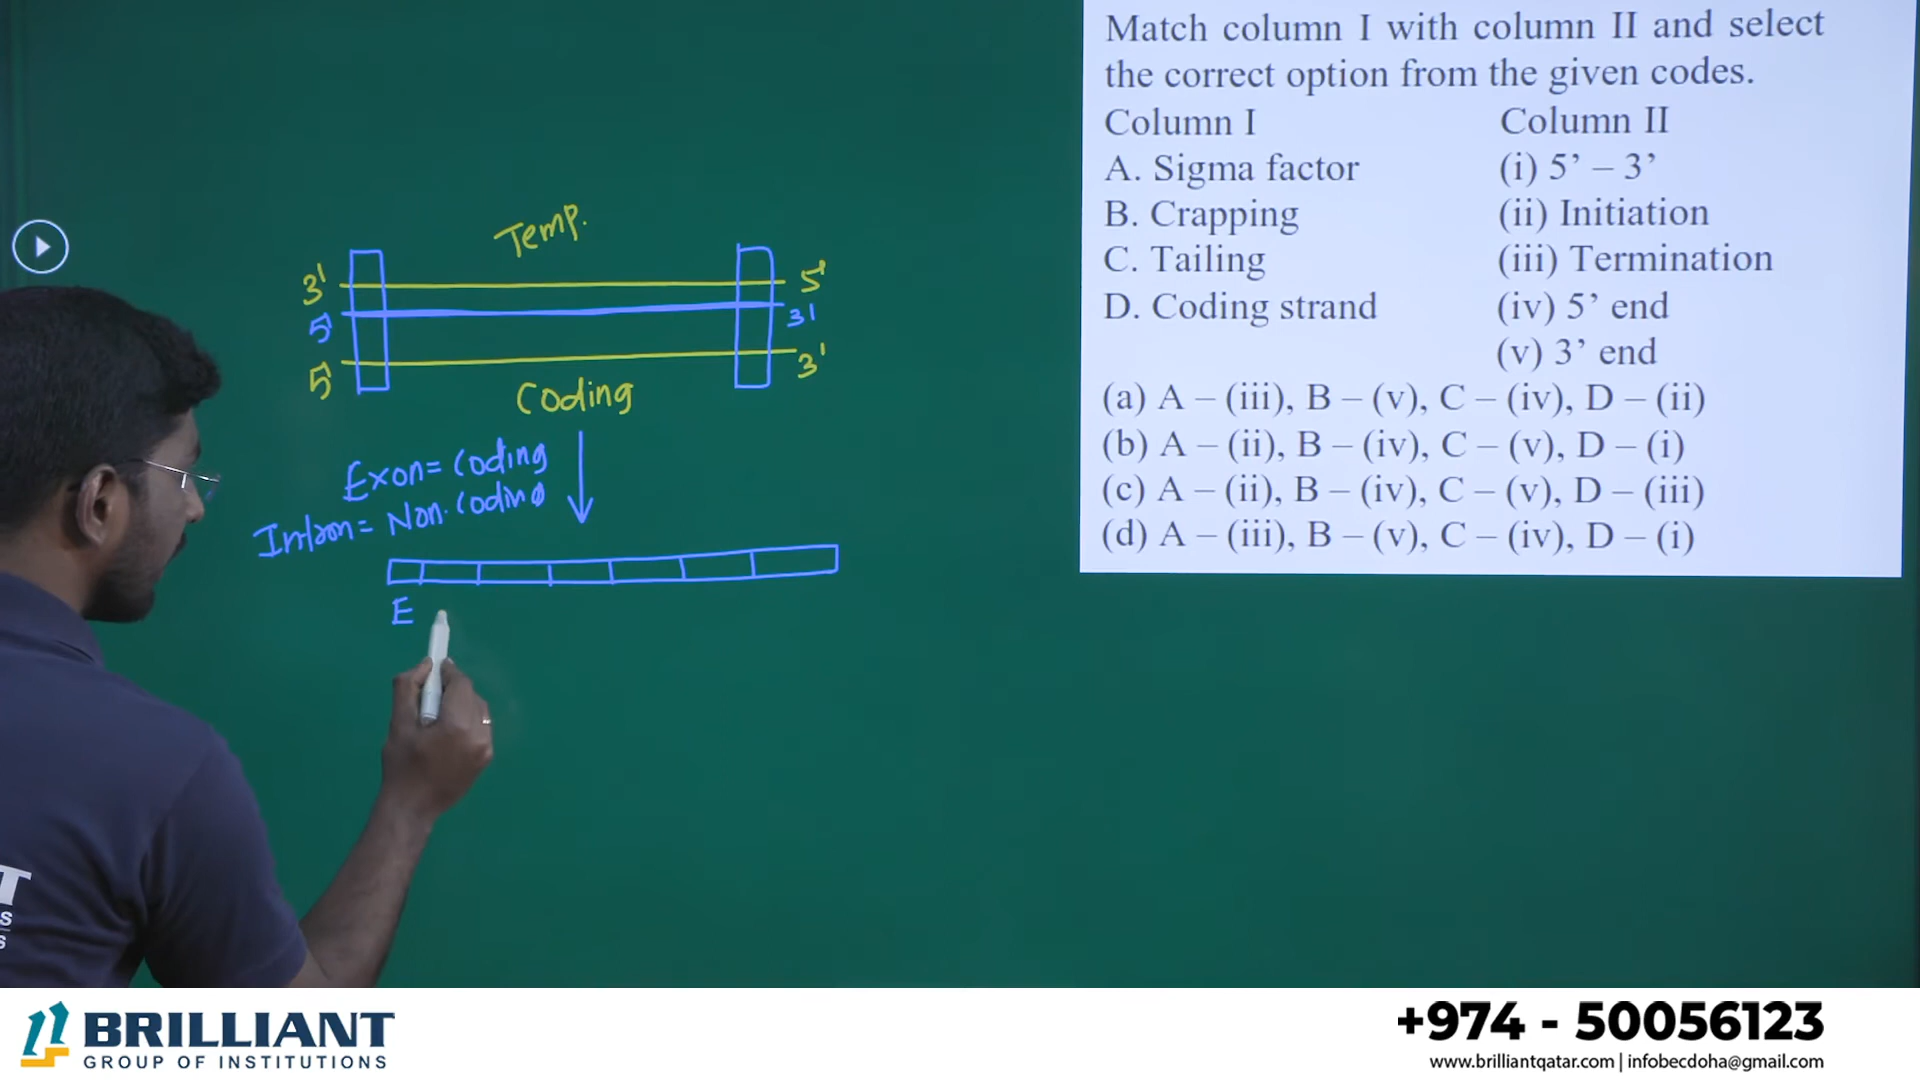 Match column I with column II and select
the correct option from the given codes.
Column I Column II
A. Sigma factor (i) 5’ – 3’
B. Crapping (ii) Initiation
C. Tailing (iii) Termination
D. Coding strand (iv) 5’ end
(v) 3’ end
(a) A – (iii), B – (v), C – (iv), D – (ii)
(b) A – (ii), B – (iv), C – (v), D – (i)
(c) A – (ii), B – (iv), C – (v), D – (iii)
(d) A – (iii), B – (v), C – (iv), D – (i)
Temp.
3' 5'
5' 3'
5' 3'
Coding
Exon = Coding
Intron = Non. Coding
E
T
S
S
BRILLIANT
GROUP OF INSTITUTIONS
+974 - 50056123
www.brilliantqatar.com | infobecdoha@gmail.com